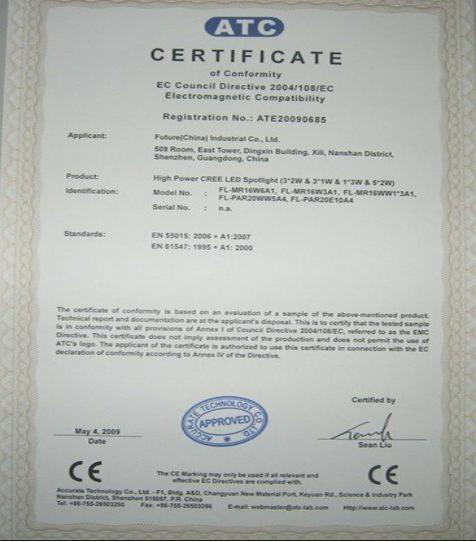 ATC
CERTIFICATE
of Conformity
EC Council Directive 2004/108/EC
Electromagnetic Compatibility
Registration No.: ATE20090685
Applicant: Future(China) Industrial Co., Ltd.
509 Room, East Tower, Dingxin Building, Xili, Nanshan District,
Shenzhen, Guangdong, China
Product: High Power CREE LED Spotlight (3*2W & 3*1W & 1*3W & 5*2W)
Identification: Model No. : FL-MR16W6A1, FL-MR16W3A1, FL-MR16WW1*3A1,
FL-PAR20WW5A4, FL-PAR20E10A4
Serial No. : n.a.
Standards: EN 55015: 2006 + A1:2007
EN 61547: 1995 + A1: 2000
The certificate of conformity is based on an evaluation of a sample of the above-mentioned product.
Technical report and documentation are at the applicant's disposal. This is to certify that the tested sample
is in conformity with all provisions of Annex I of Council Directive 2004/108/EC, referred to as the EMC
Directive. This certificate does not imply assessment of the production and does not permit the use of
ATC's logo. The applicant of the certificate is authorized to use this certificate in connection with the EC
declaration of conformity according to Annex IV of the Directive.
Certified by
ACCURATE TECHNOLOGY CO. LTD
APPROVED
May 4, 2009
Date
Sean Liu
CE
The CE Marking may only be used if all relevant and
effective EC Directives are complied with.
CE
Accurate Technology Co., Ltd. - F1, Bldg. A&D, Changyuan New Material Port, Keyuan Rd., Science & Industry Park
Nanshan District, Shenzhen 518057, P.R. China
Tel: +86-755-26503290 Fax: +86-755-26503396 E-mail: webmaster@atc-lab.com Http://www.atc-lab.com